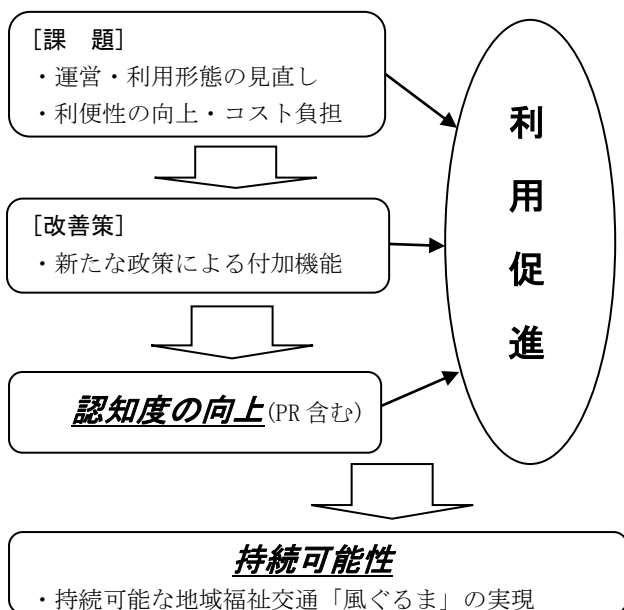 [課　題]
・運営・利用形態の見直し
・利便性の向上・コスト負担
[改善策]
・新たな政策による付加機能
認知度の向上(PR 含む)
利用促進
持続可能性
・持続可能な地域福祉交通「風ぐるま」の実現